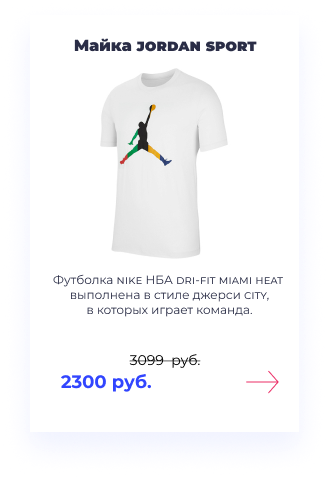 Майка JORDAN SPORT
Футболка NIKE НБА DRI-FIT MIAMI HEAT
выполнена в стиле джерси CITY,
в которых играет команда.
3099 руб.
2300 руб.